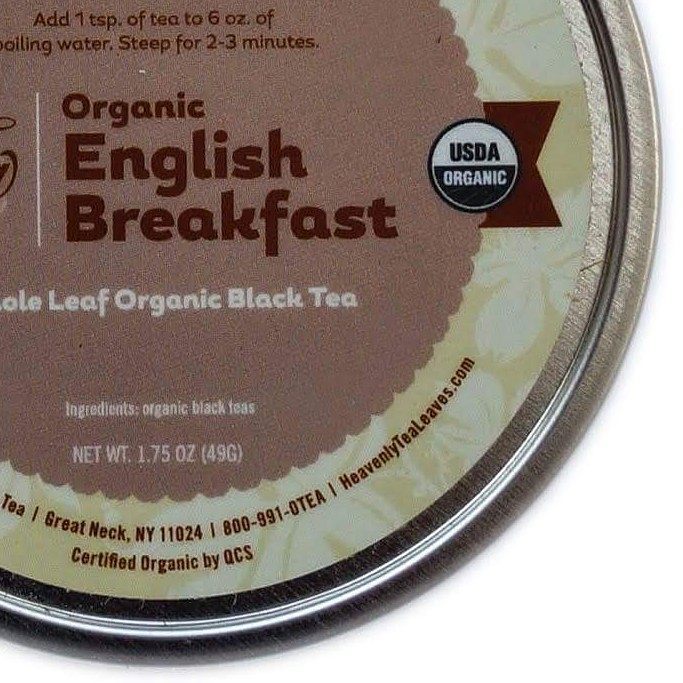 Add 1 tsp. of tea to 6 oz. of
boiling water. Steep for 2-3 minutes.
Organic
English
Breakfast
USDA
ORGANIC
Leaf Organic Black Tea
Ingredients: organic black teas
NET WT. 1.75 OZ (49G)
Tea | Great Neck, NY 11024 | 800-991-0TEA | HeavenlyTeaLeaves.com
Certified Organic by QCS